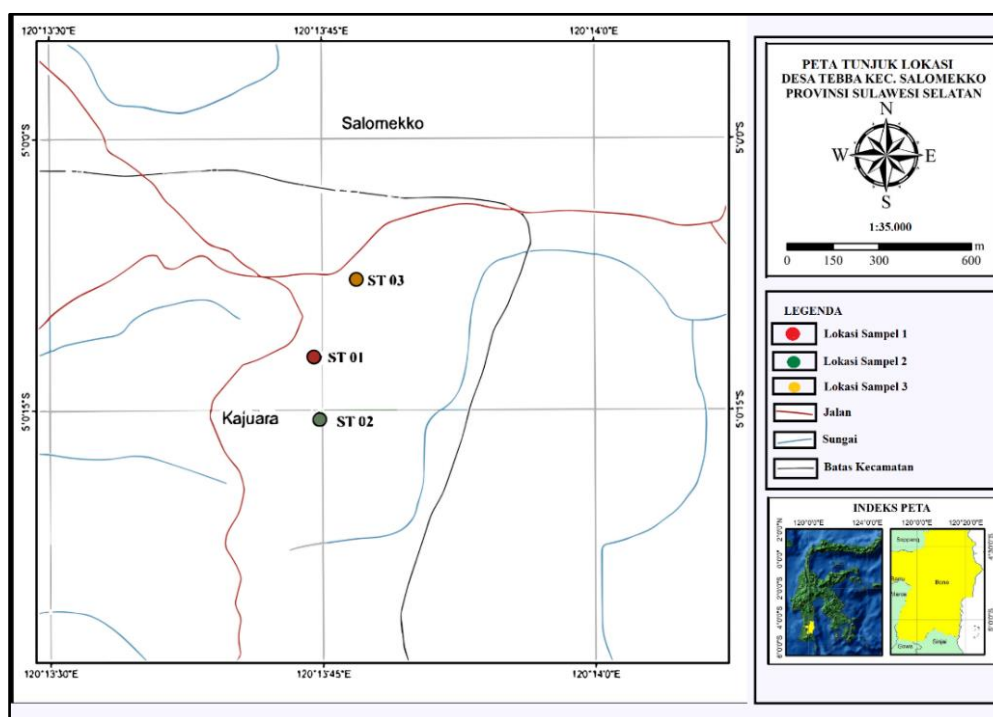 120°13'30"E
120°13'45"E
120°14'0"E
5°0'0"S
5°0'0"S
Salomekko
ST 03
ST 01
5°0'15"S
Kajuara
ST 02
5°0'15"S
120°13'30"E
120°13'45"E
120°14'0"E
PETA TUNJUK LOKASI
DESA TEBBA KEC. SALOMEKKO
PROVINSI SULAWESI SELATAN
N
W
E
S
1:35.000
m
0 150 300 600
LEGENDA
Lokasi Sampel 1
Lokasi Sampel 2
Lokasi Sampel 3
Jalan
Sungai
Batas Kecamatan
INDEKS PETA
120°0'0"E
124°0'0"E
120°0'0"E
120°20'0"E
Soppeng
Bone
Maros
Gowa
Sinjai